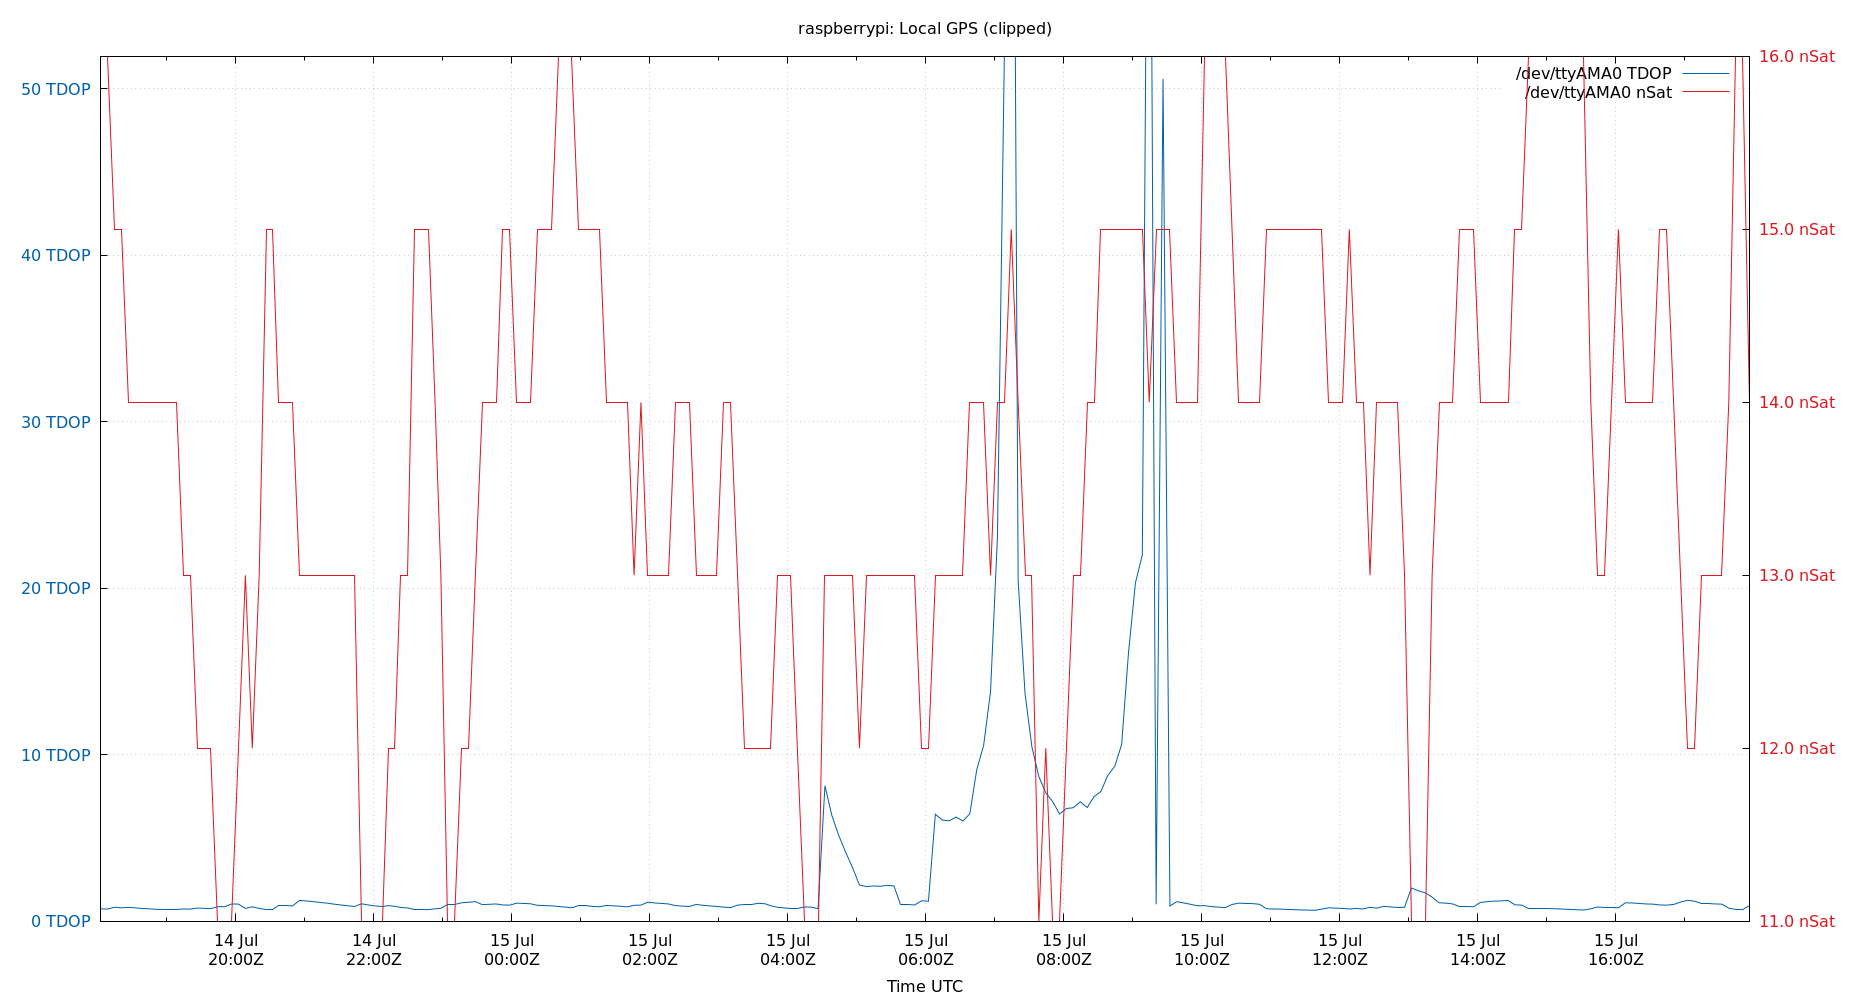 raspberrypi: Local GPS (clipped)
/dev/ttyAMA0 TDOP
/dev/ttyAMA0 nSat
50 TDOP
40 TDOP
30 TDOP
20 TDOP
10 TDOP
0 TDOP
16.0 nSat
15.0 nSat
14.0 nSat
13.0 nSat
12.0 nSat
11.0 nSat
14 Jul
20:00Z
14 Jul
22:00Z
15 Jul
00:00Z
15 Jul
02:00Z
15 Jul
04:00Z
15 Jul
06:00Z
15 Jul
08:00Z
15 Jul
10:00Z
15 Jul
12:00Z
15 Jul
14:00Z
15 Jul
16:00Z
Time UTC